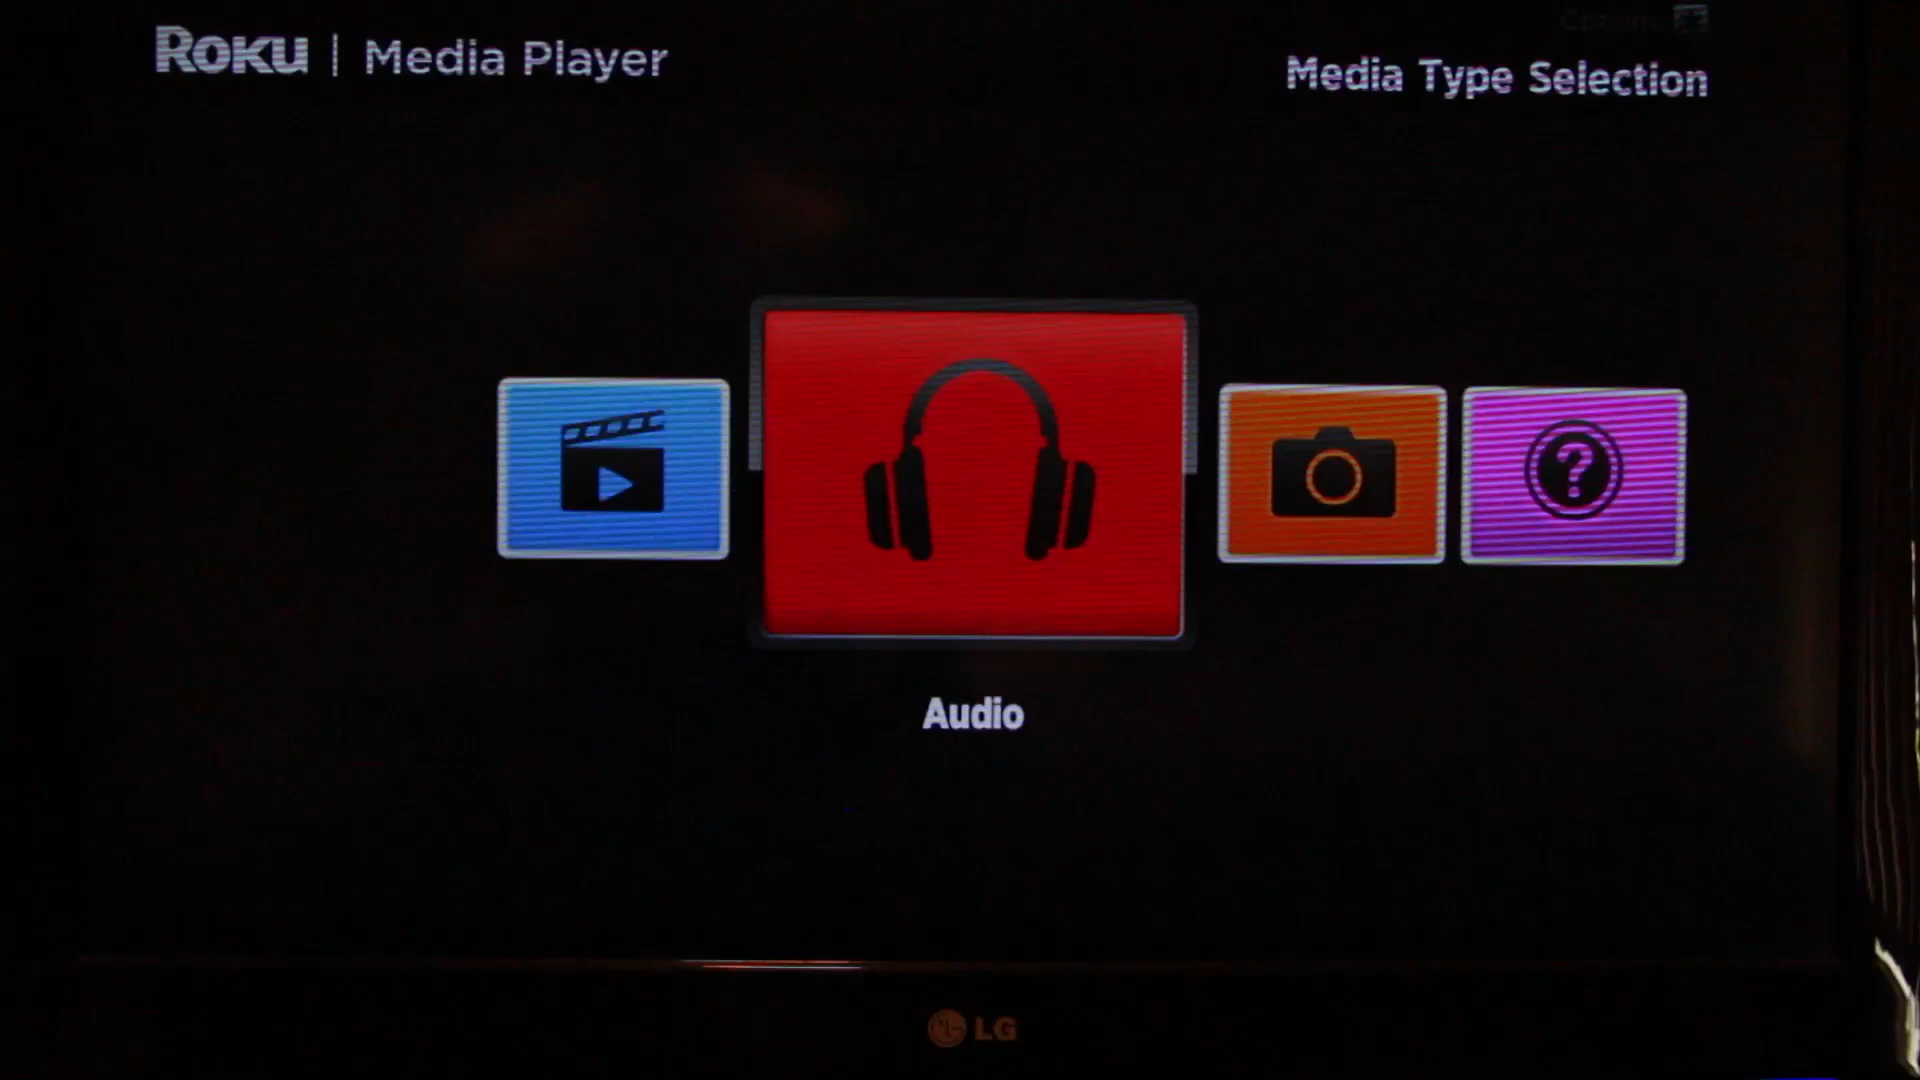 Roku | Media Player
Media Type Selection
?
Audio
LG